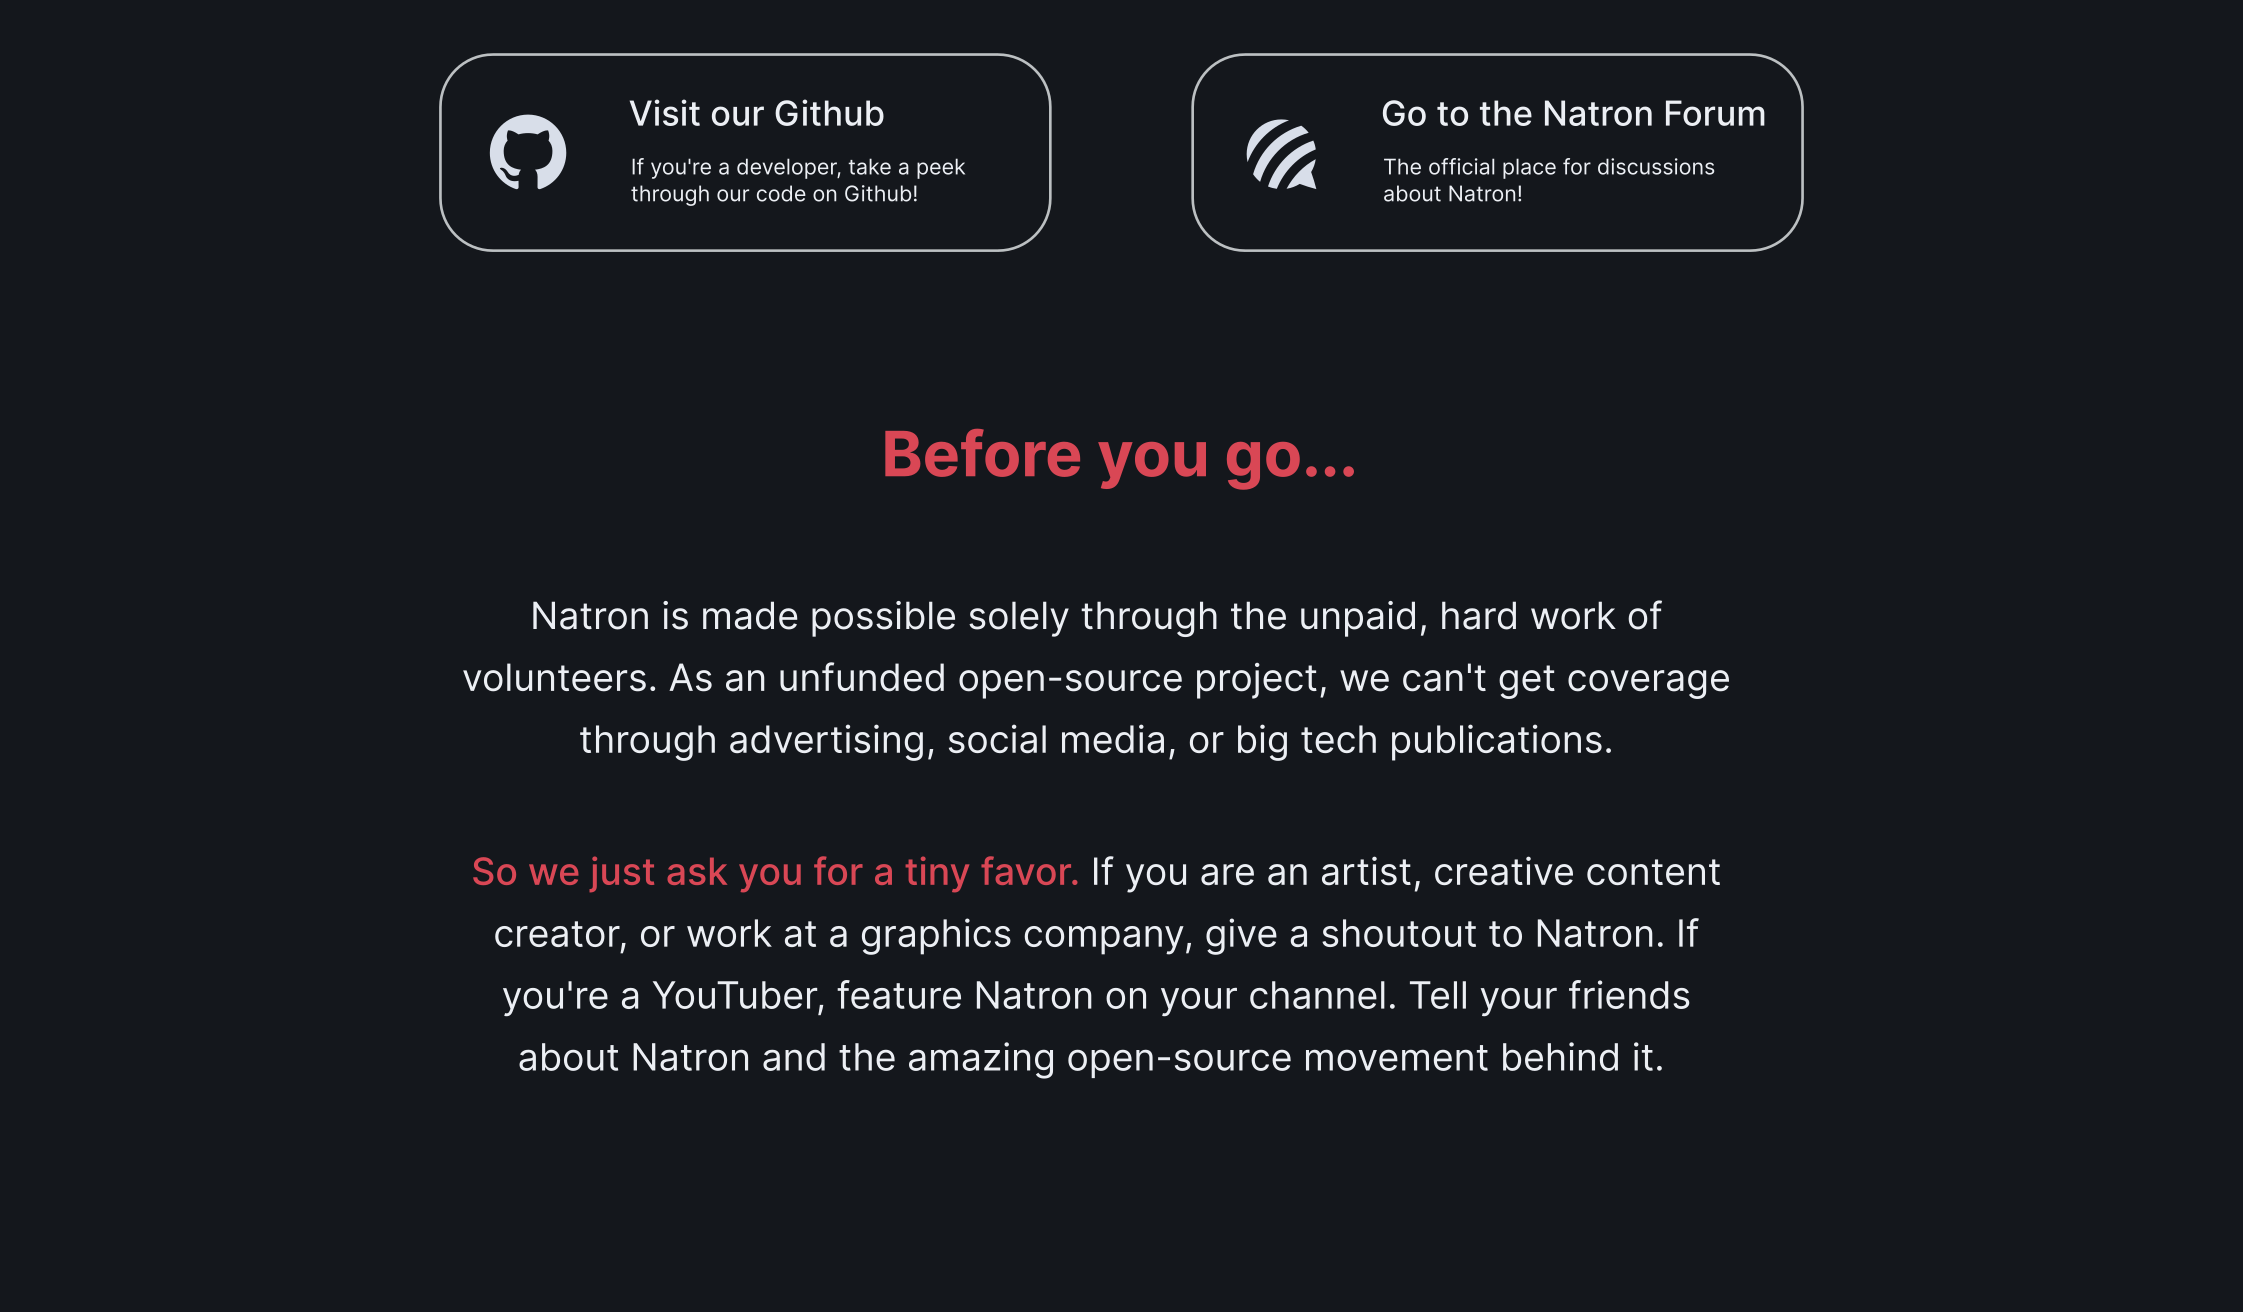 Visit our Github
If you're a developer, take a peek
through our code on Github!
Go to the Natron Forum
The official place for discussions
about Natron!
Before you go...
Natron is made possible solely through the unpaid, hard work of
volunteers. As an unfunded open-source project, we can't get coverage
through advertising, social media, or big tech publications.
So we just ask you for a tiny favor. If you are an artist, creative content
creator, or work at a graphics company, give a shoutout to Natron. If
you're a YouTuber, feature Natron on your channel. Tell your friends
about Natron and the amazing open-source movement behind it.